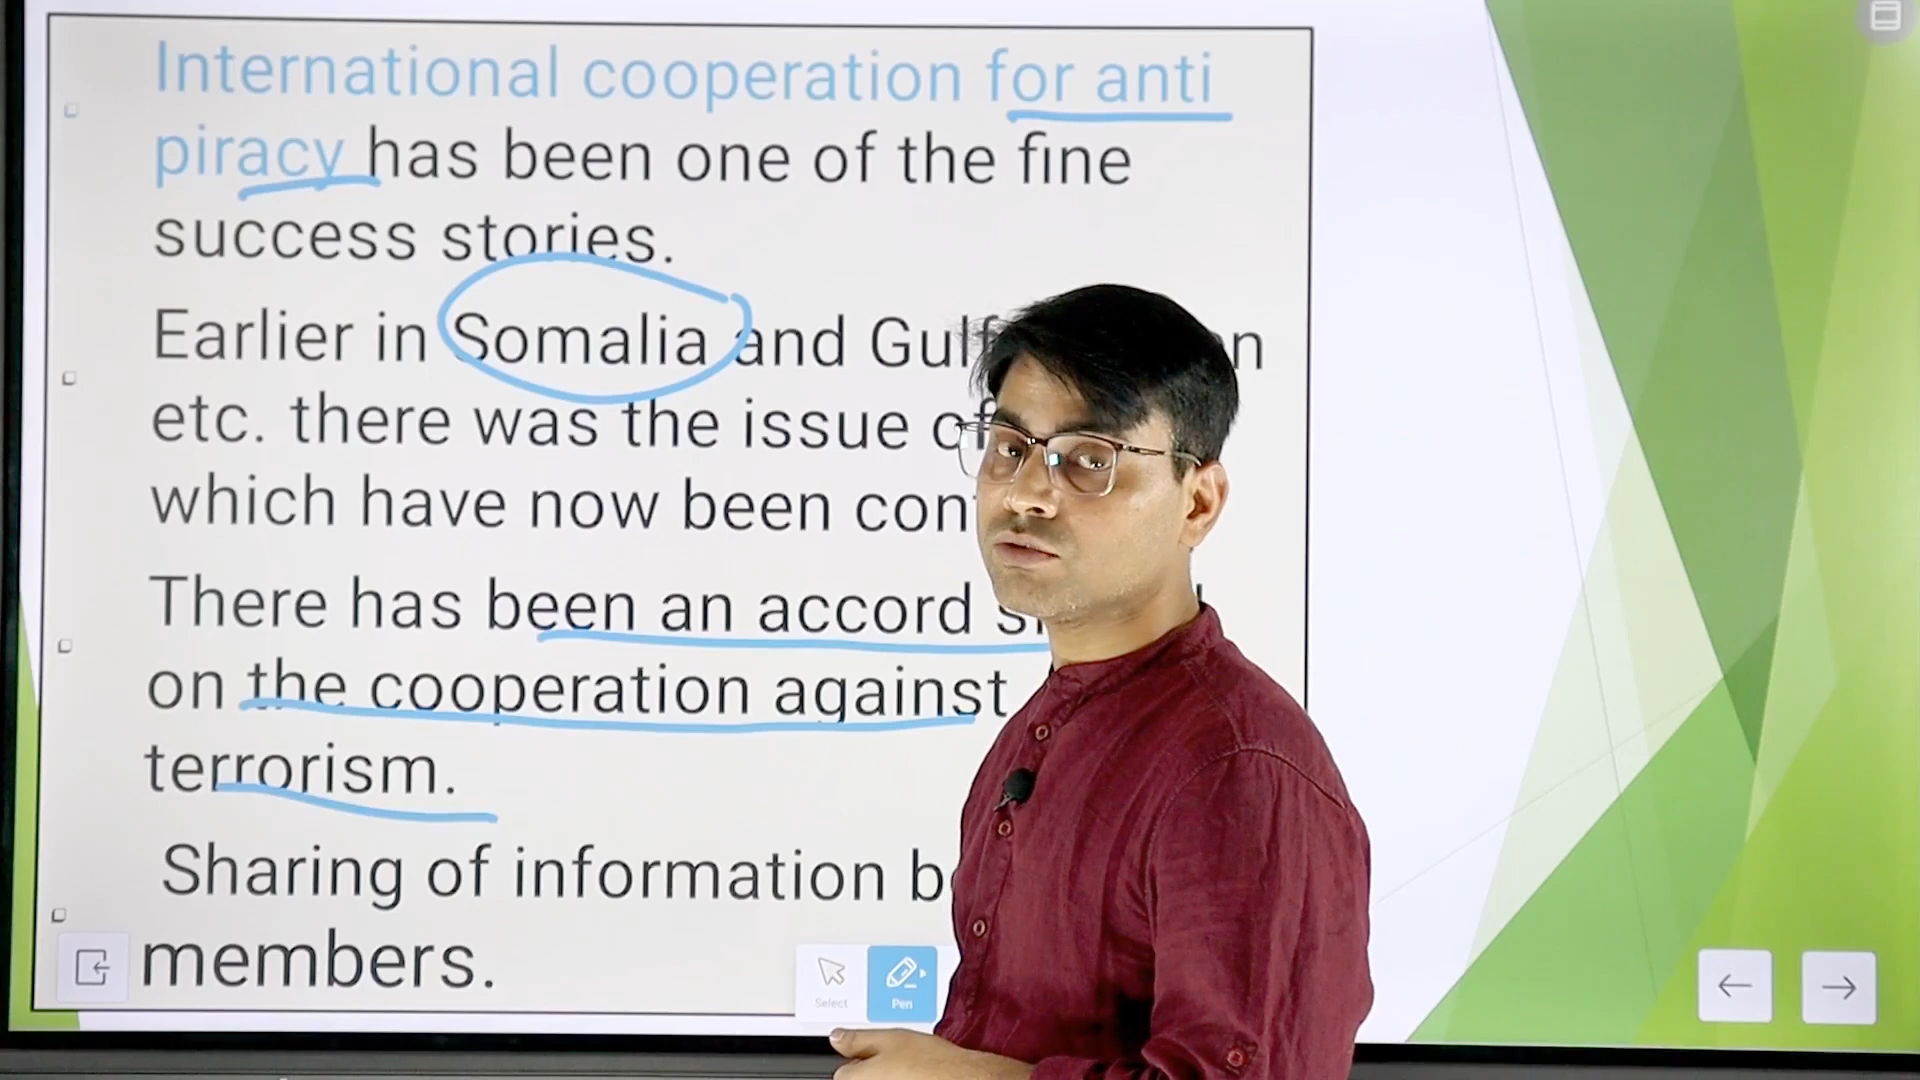 International cooperation for anti
piracy has been one of the fine
success stories.
Earlier in Somalia and Gulf
etc. there was the issue of
which have now been
There has been an accord
on the cooperation against
terrorism.
Sharing of information
members.
Select
Pen